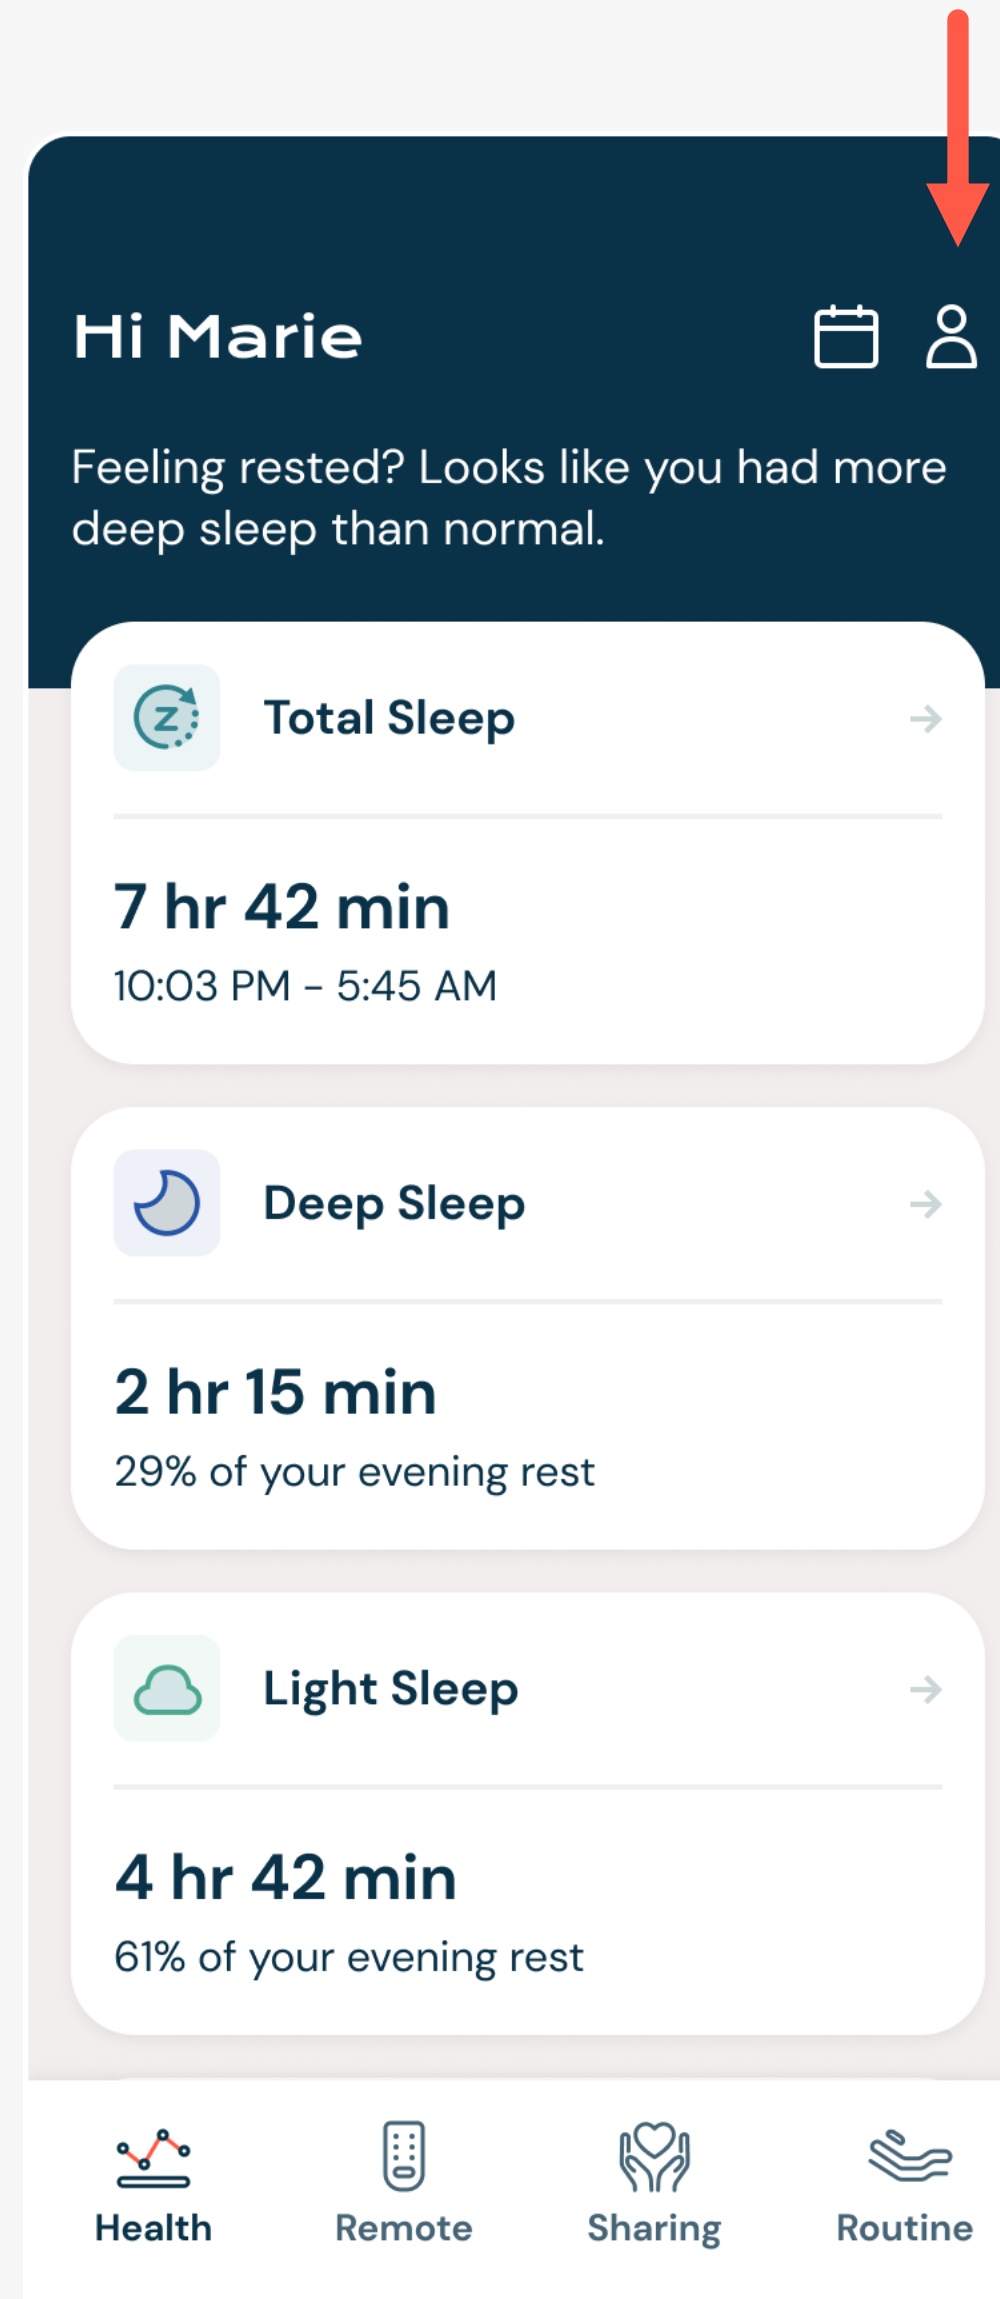 Hi Marie
Feeling rested? Looks like you had more
deep sleep than normal.
Total Sleep
7 hr 42 min
10:03 PM – 5:45 AM
Deep Sleep
2 hr 15 min
29% of your evening rest
Light Sleep
4 hr 42 min
61% of your evening rest
Health
Remote
Sharing
Routine